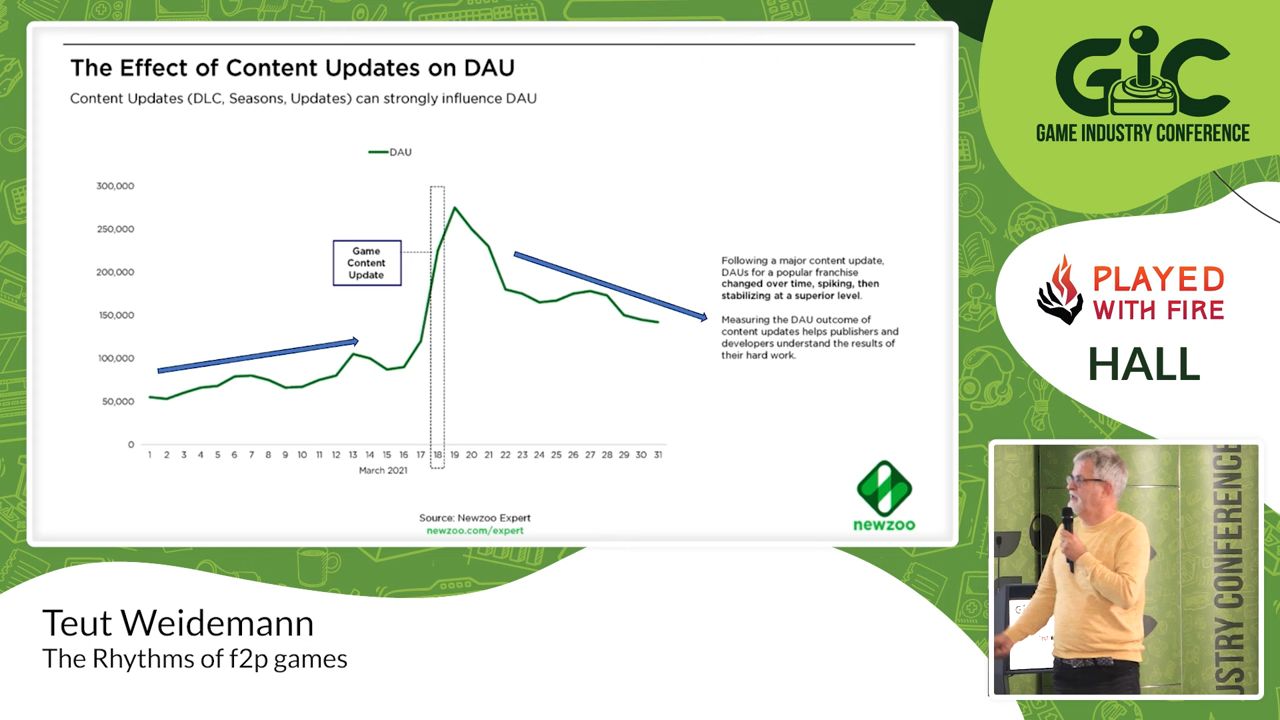 The Effect of Content Updates on DAU
Content Updates (DLC, Seasons, Updates) can strongly influence DAU
DAU
300,000
250,000
200,000
150,000
100,000
50,000
0
Game
Content
Update
1 2 3 4 5 6 7 8 9 10 11 12 13 14 15 16 17 18 19 20 21 22 23 24 25 26 27 28 29 30 31
March 2021
Following a major content update,
DAUs for a popular franchise
changed over time, spiking, then
stabilizing at a superior level.
Measuring the DAU outcome of
content updates helps publishers and
developers understand the results of
their hard work.
Source: Newzoo Expert
newzoo.com/expert
newzoo
GIC
GAME INDUSTRY CONFERENCE
PLAYED
WITH FIRE
HALL
USTRY CONFERENCE
Teut Weidemann
The Rhythms of f2p games